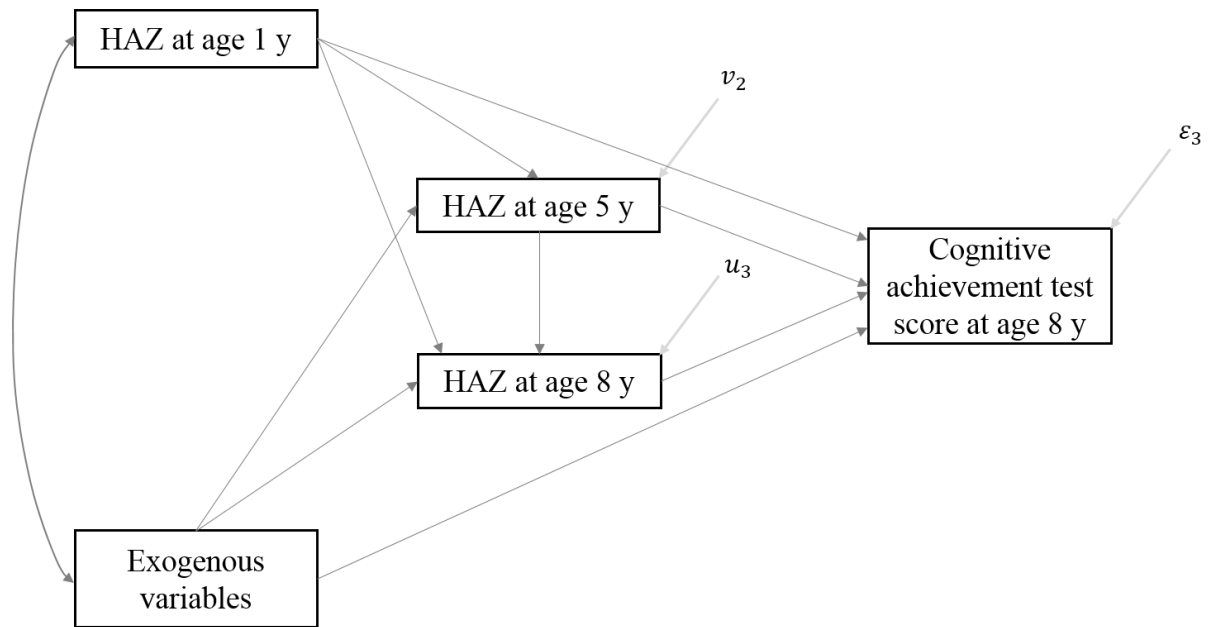 HAZ at age 1 y
𝑣₂
HAZ at age 5 y
𝜀₃
Cognitive
achievement test
score at age 8 y
𝑢₃
HAZ at age 8 y
Exogenous
variables